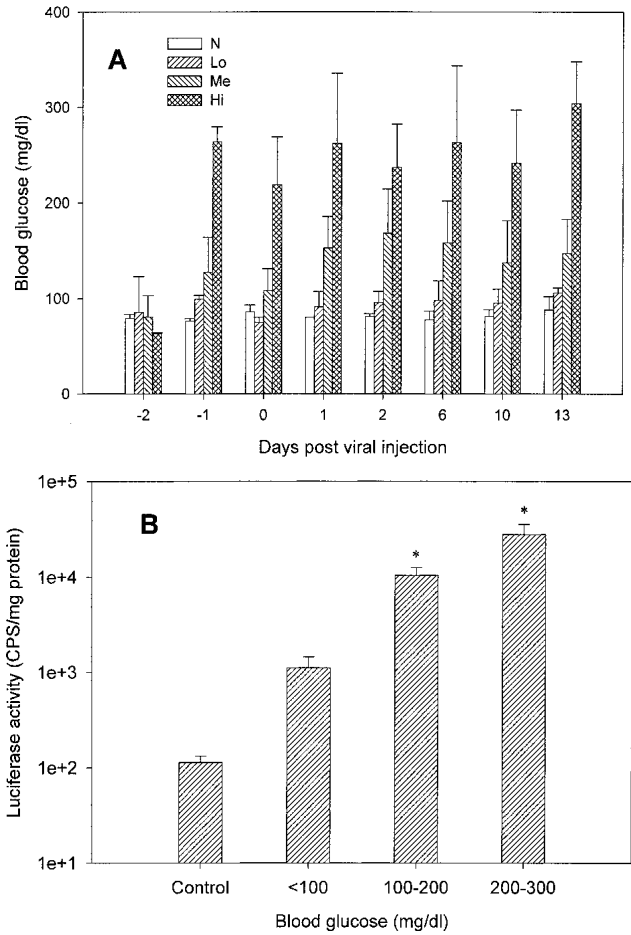 A
N
Lo
Me
Hi
400
300
200
100
0
Blood glucose (mg/dl)
-2 -1 0 1 2 6 10 13
Days post viral injection
B
* *
1e+5
1e+4
1e+3
1e+2
1e+1
Luciferase activity (CPS/mg protein)
Control <100 100-200 200-300
Blood glucose (mg/dl)